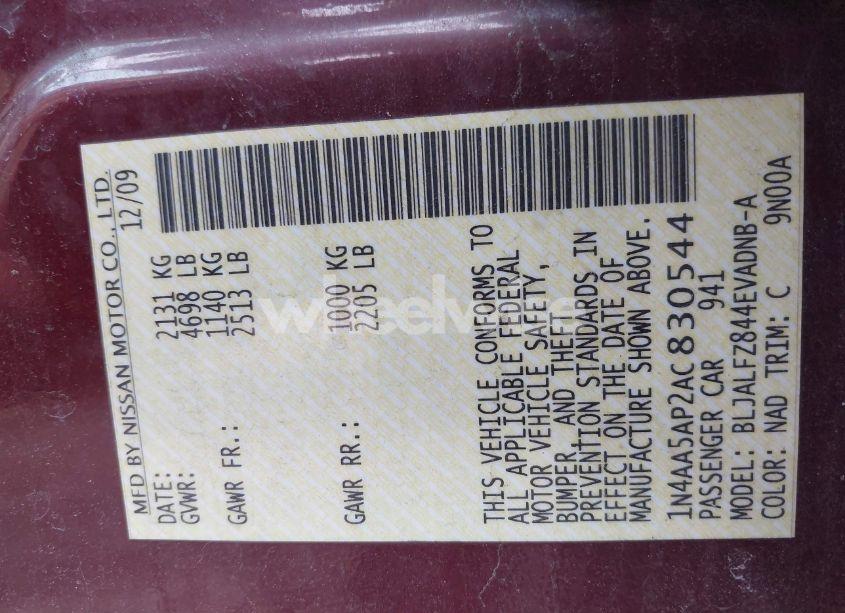 MFD BY NISSAN MOTOR CO., LTD.
DATE: 12/09
GVWR: 2131 KG
4698 LB
GAWR FR.: 1140 KG
2513 LB
GAWR RR.: 1000 KG
2205 LB
THIS VEHICLE CONFORMS TO
ALL APPLICABLE FEDERAL
MOTOR VEHICLE SAFETY,
BUMPER, AND THEFT
PREVENTION STANDARDS IN
EFFECT ON THE DATE OF
MANUFACTURE SHOWN ABOVE.
1N4AA5AP2AC830544
PASSENGER CAR 941
MODEL: BLJALFZ844EVADNB-A
COLOR: NAD TRIM: C 9N00A